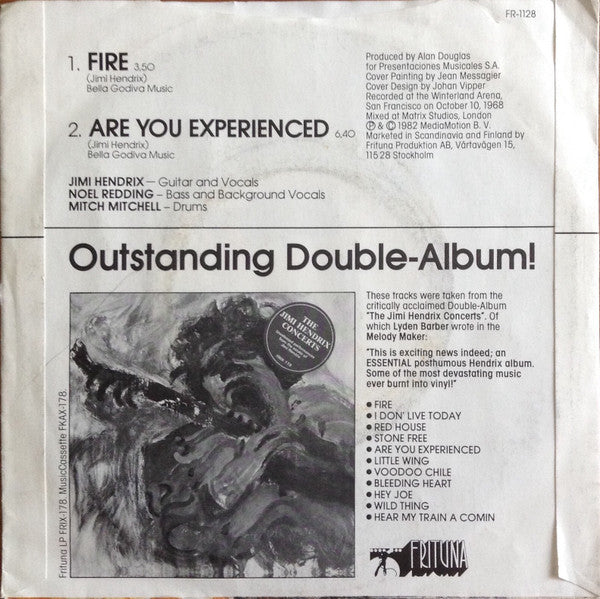 FR-1128
1. FIRE 3,50
(Jimi Hendrix)
Bella Godiva Music
2. ARE YOU EXPERIENCED 6,40
(Jimi Hendrix)
Bella Godiva Music
JIMI HENDRIX – Guitar and Vocals
NOEL REDDING – Bass and Background Vocals
MITCH MITCHELL – Drums
Produced by Alan Douglas
for Presentaciones Musicales S.A.
Cover Painting by Jean Messagier
Cover Design by Johan Vipper
Recorded at the Winterland Arena,
San Francisco on October 10, 1968
Mixed at Matrix Studios, London
℗ & © 1982 MediaMotion B.V.
Marketed in Scandinavia and Finland by
Frituna Produktion AB, Värtavägen 15,
115 28 Stockholm
Outstanding Double-Album!
THE
JIMI HENDRIX
CONCERTS
Frituna LP FRIX-178. MusicCassette FKAX-178.
These tracks were taken from the
critically acclaimed Double-Album
"The Jimi Hendrix Concerts". Of
which Lyden Barber wrote in the
Melody Maker:
"This is exciting news indeed; an
ESSENTIAL posthumous Hendrix album.
Some of the most devastating music
ever burnt into vinyl!"
● FIRE
● I DON' LIVE TODAY
● RED HOUSE
● STONE FREE
● ARE YOU EXPERIENCED
● LITTLE WING
● VOODOO CHILE
● BLEEDING HEART
● HEY JOE
● WILD THING
● HEAR MY TRAIN A COMIN
FRITUNA